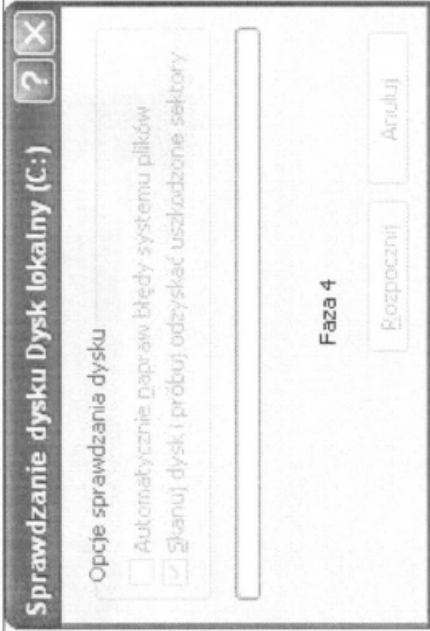 Sprawdzanie dysku Dysk lokalny (C:)
Opcje sprawdzania dysku
Automatycznie napraw błędy systemu plików
Skanuj dysk i próbuj odzyskać uszkodzone sektory
Faza 4
Rozpocznij
Anuluj